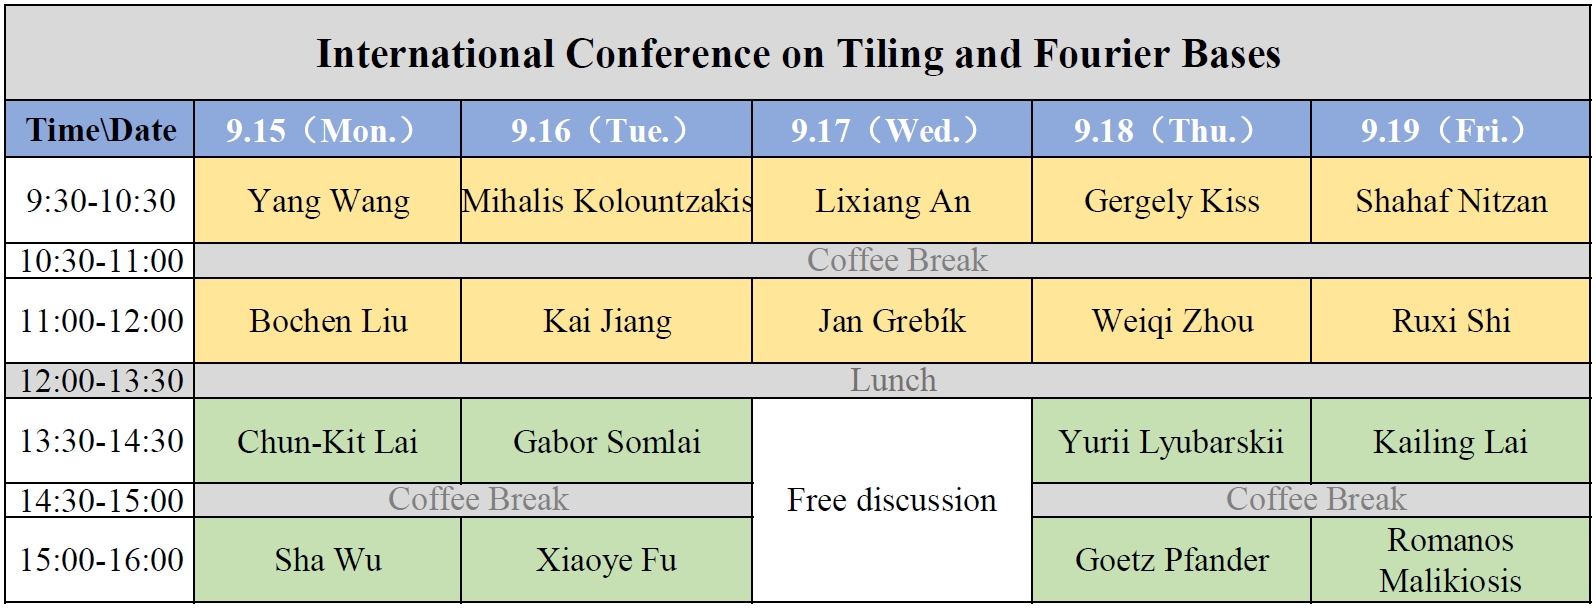 International Conference on Tiling and Fourier Bases
Time\Date 9.15（Mon.） 9.16（Tue.） 9.17（Wed.） 9.18（Thu.） 9.19（Fri.）
9:30-10:30 Yang Wang Mihalis Kolountzakis Lixiang An Gergely Kiss Shahaf Nitzan
10:30-11:00 Coffee Break
11:00-12:00 Bochen Liu Kai Jiang Jan Grebík Weiqi Zhou Ruxi Shi
12:00-13:30 Lunch
13:30-14:30 Chun-Kit Lai Gabor Somlai Yurii Lyubarskii Kailing Lai
14:30-15:00 Coffee Break Free discussion Coffee Break
15:00-16:00 Sha Wu Xiaoye Fu Goetz Pfander Romanos
Malikiosis